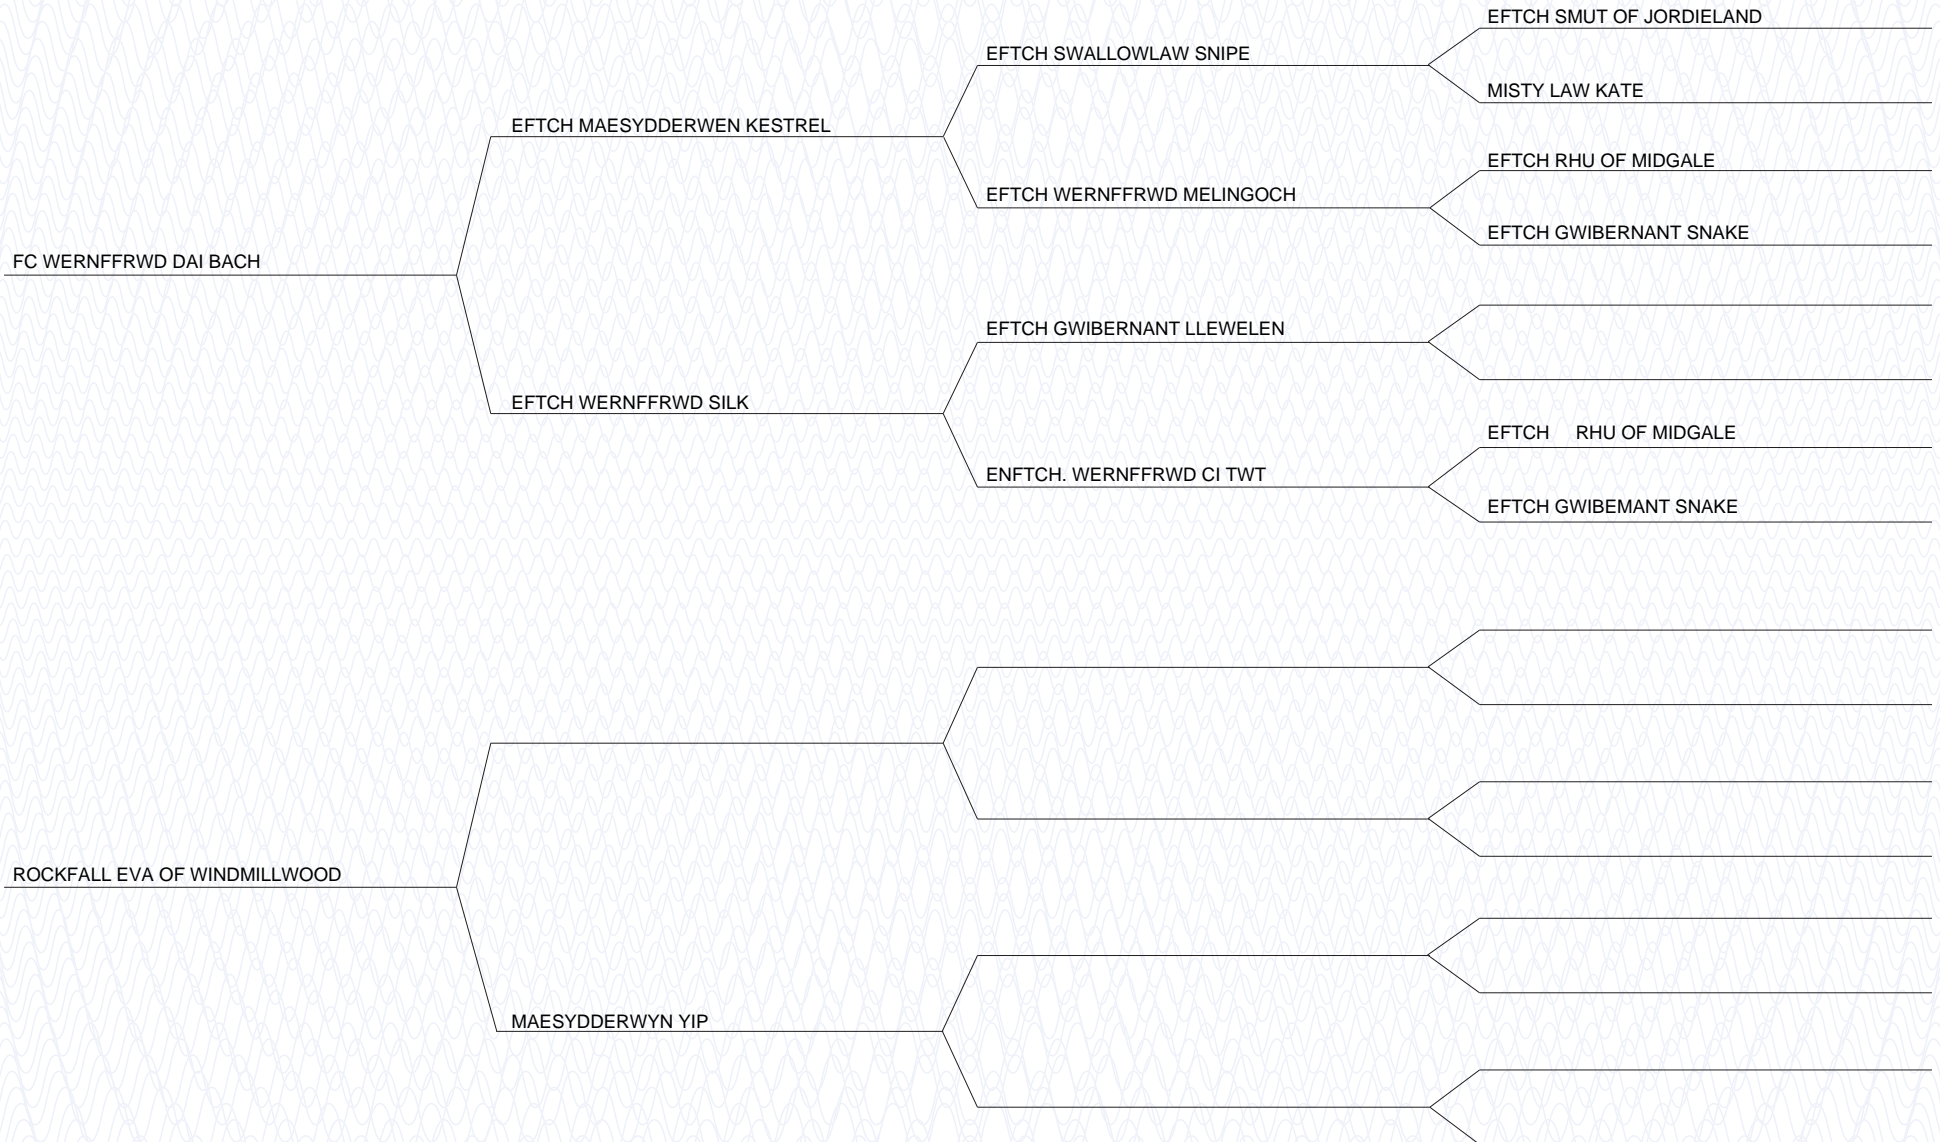 EFTCH SMUT OF JORDIELAND
EFTCH SWALLOWLAW SNIPE
MISTY LAW KATE
EFTCH MAESYDDERWEN KESTREL
EFTCH RHU OF MIDGALE
EFTCH WERNFFRWD MELINGOCH
EFTCH GWIBERNANT SNAKE
FC WERNFFRWD DAI BACH
EFTCH GWIBERNANT LLEWELEN
EFTCH WERNFFRWD SILK
EFTCH RHU OF MIDGALE
ENFTCH. WERNFFRWD CI TWT
EFTCH GWIBEMANT SNAKE
ROCKFALL EVA OF WINDMILLWOOD
MAESYDDERWYN YIP